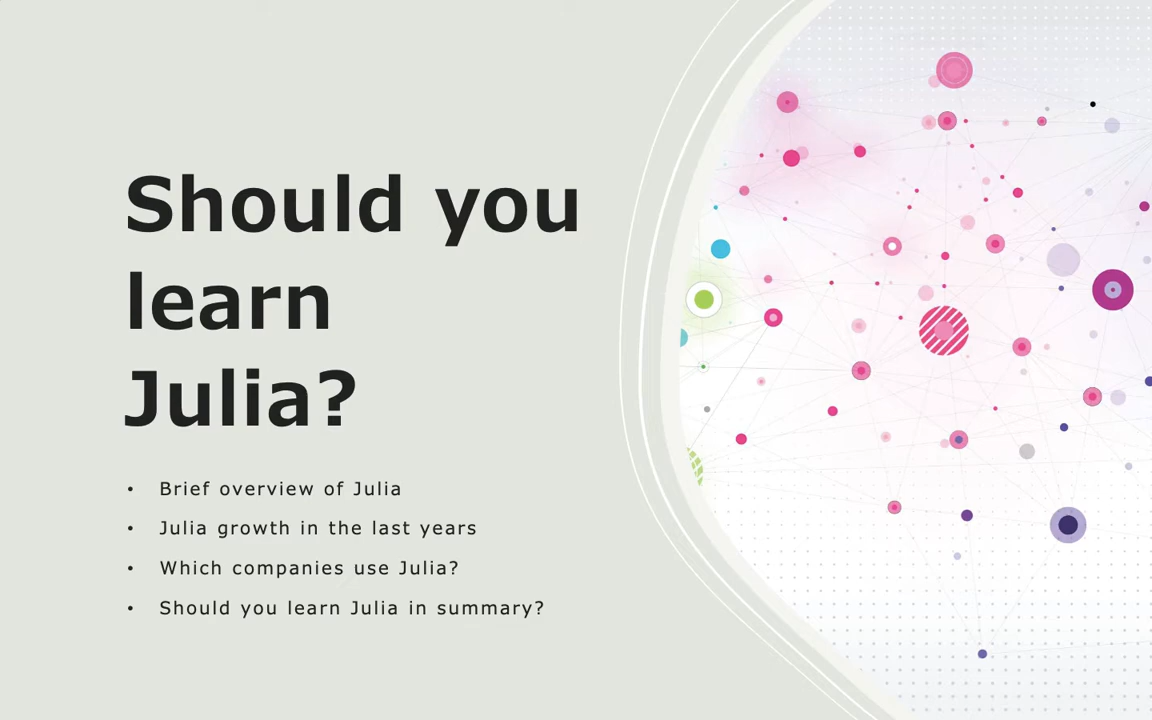 Should you
learn
Julia?
• Brief overview of Julia
• Julia growth in the last years
• Which companies use Julia?
• Should you learn Julia in summary?